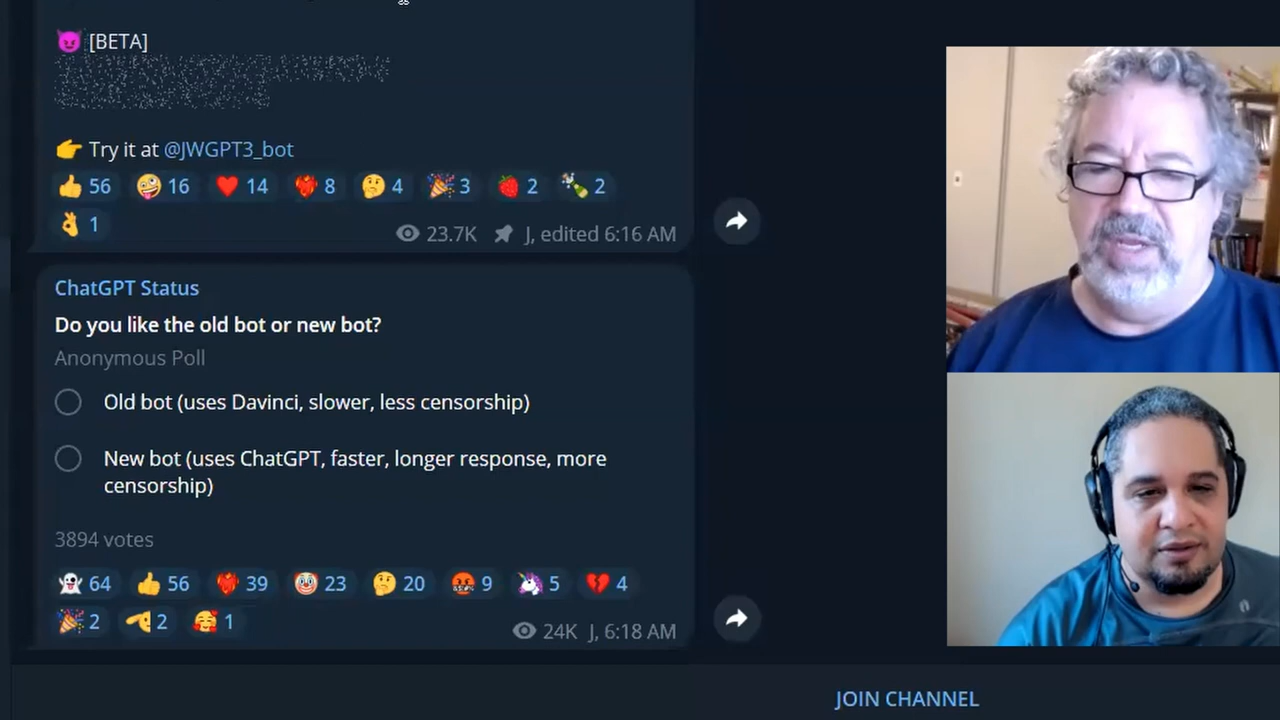 [BETA]
Try it at @JWGPT3_bot
56 16 14 8 4 3 2 2
1
23.7K J, edited 6:16 AM
ChatGPT Status
Do you like the old bot or new bot?
Anonymous Poll
Old bot (uses Davinci, slower, less censorship)
New bot (uses ChatGPT, faster, longer response, more
censorship)
3894 votes
64 56 39 23 20 9 5 4
2 2 1
24K J, 6:18 AM
JOIN CHANNEL